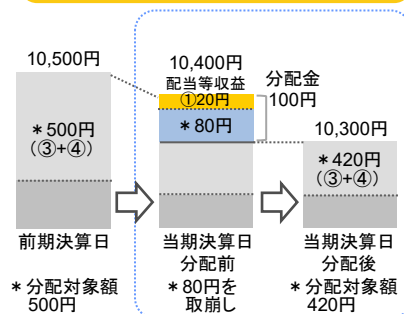 10,500円
＊500円
（③+④）
前期決算日
＊分配対象額
500円
10,400円
配当等収益
①20円
＊80円
分配金
100円
当期決算日
分配前
＊80円を
取崩し
10,300円
＊420円
（③+④）
当期決算日
分配後
＊分配対象額
420円